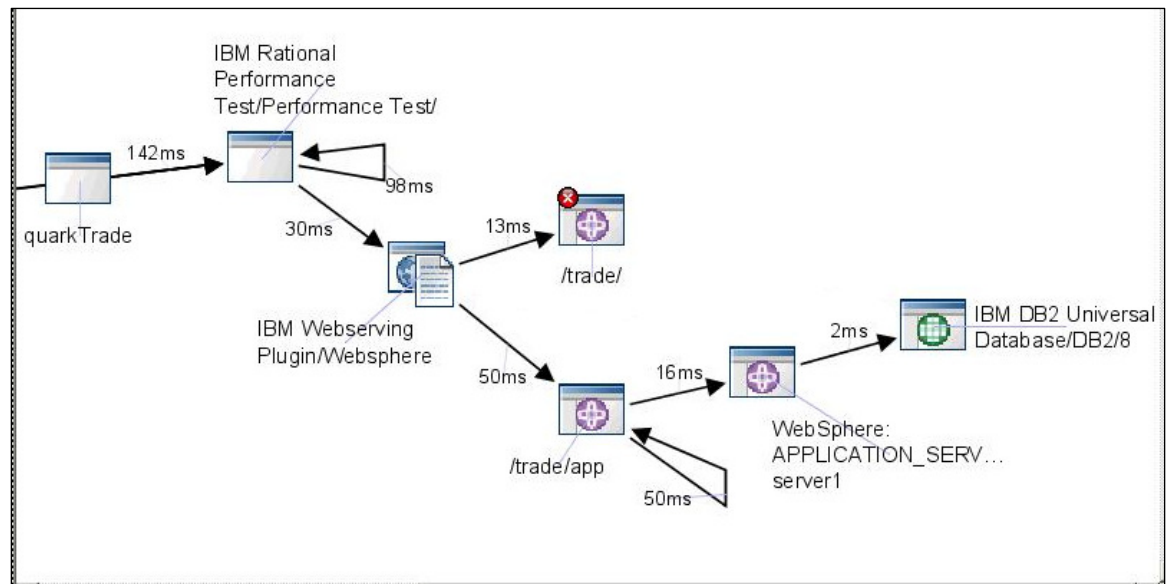 IBM Rational
Performance
Test/Performance Test/
142ms
98ms
quarkTrade
30ms
13ms
/trade/
IBM Webserving
Plugin/Websphere
IBM DB2 Universal
Database/DB2/8
2ms
50ms
16ms
WebSphere:
APPLICATION_SERV...
server1
/trade/app
50ms